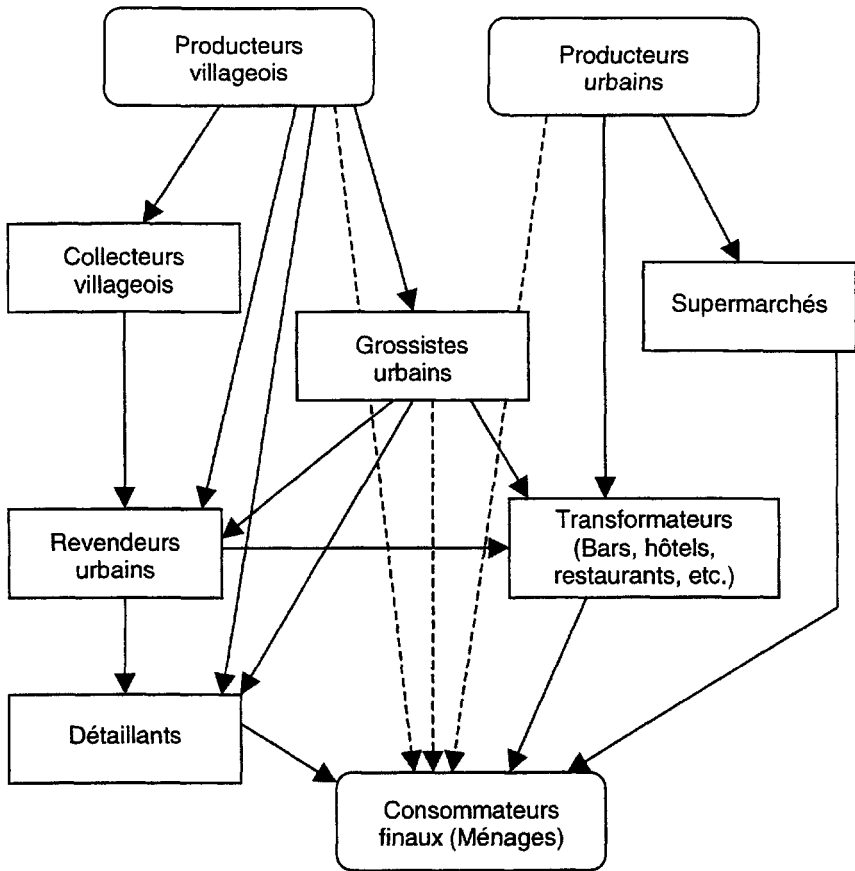 Producteurs
villageois
Producteurs
urbains
Collecteurs
villageois
Supermarchés
Grossistes
urbains
Revendeurs
urbains
Transformateurs
(Bars, hôtels,
restaurants, etc.)
Détaillants
Consommateurs
finaux (Ménages)